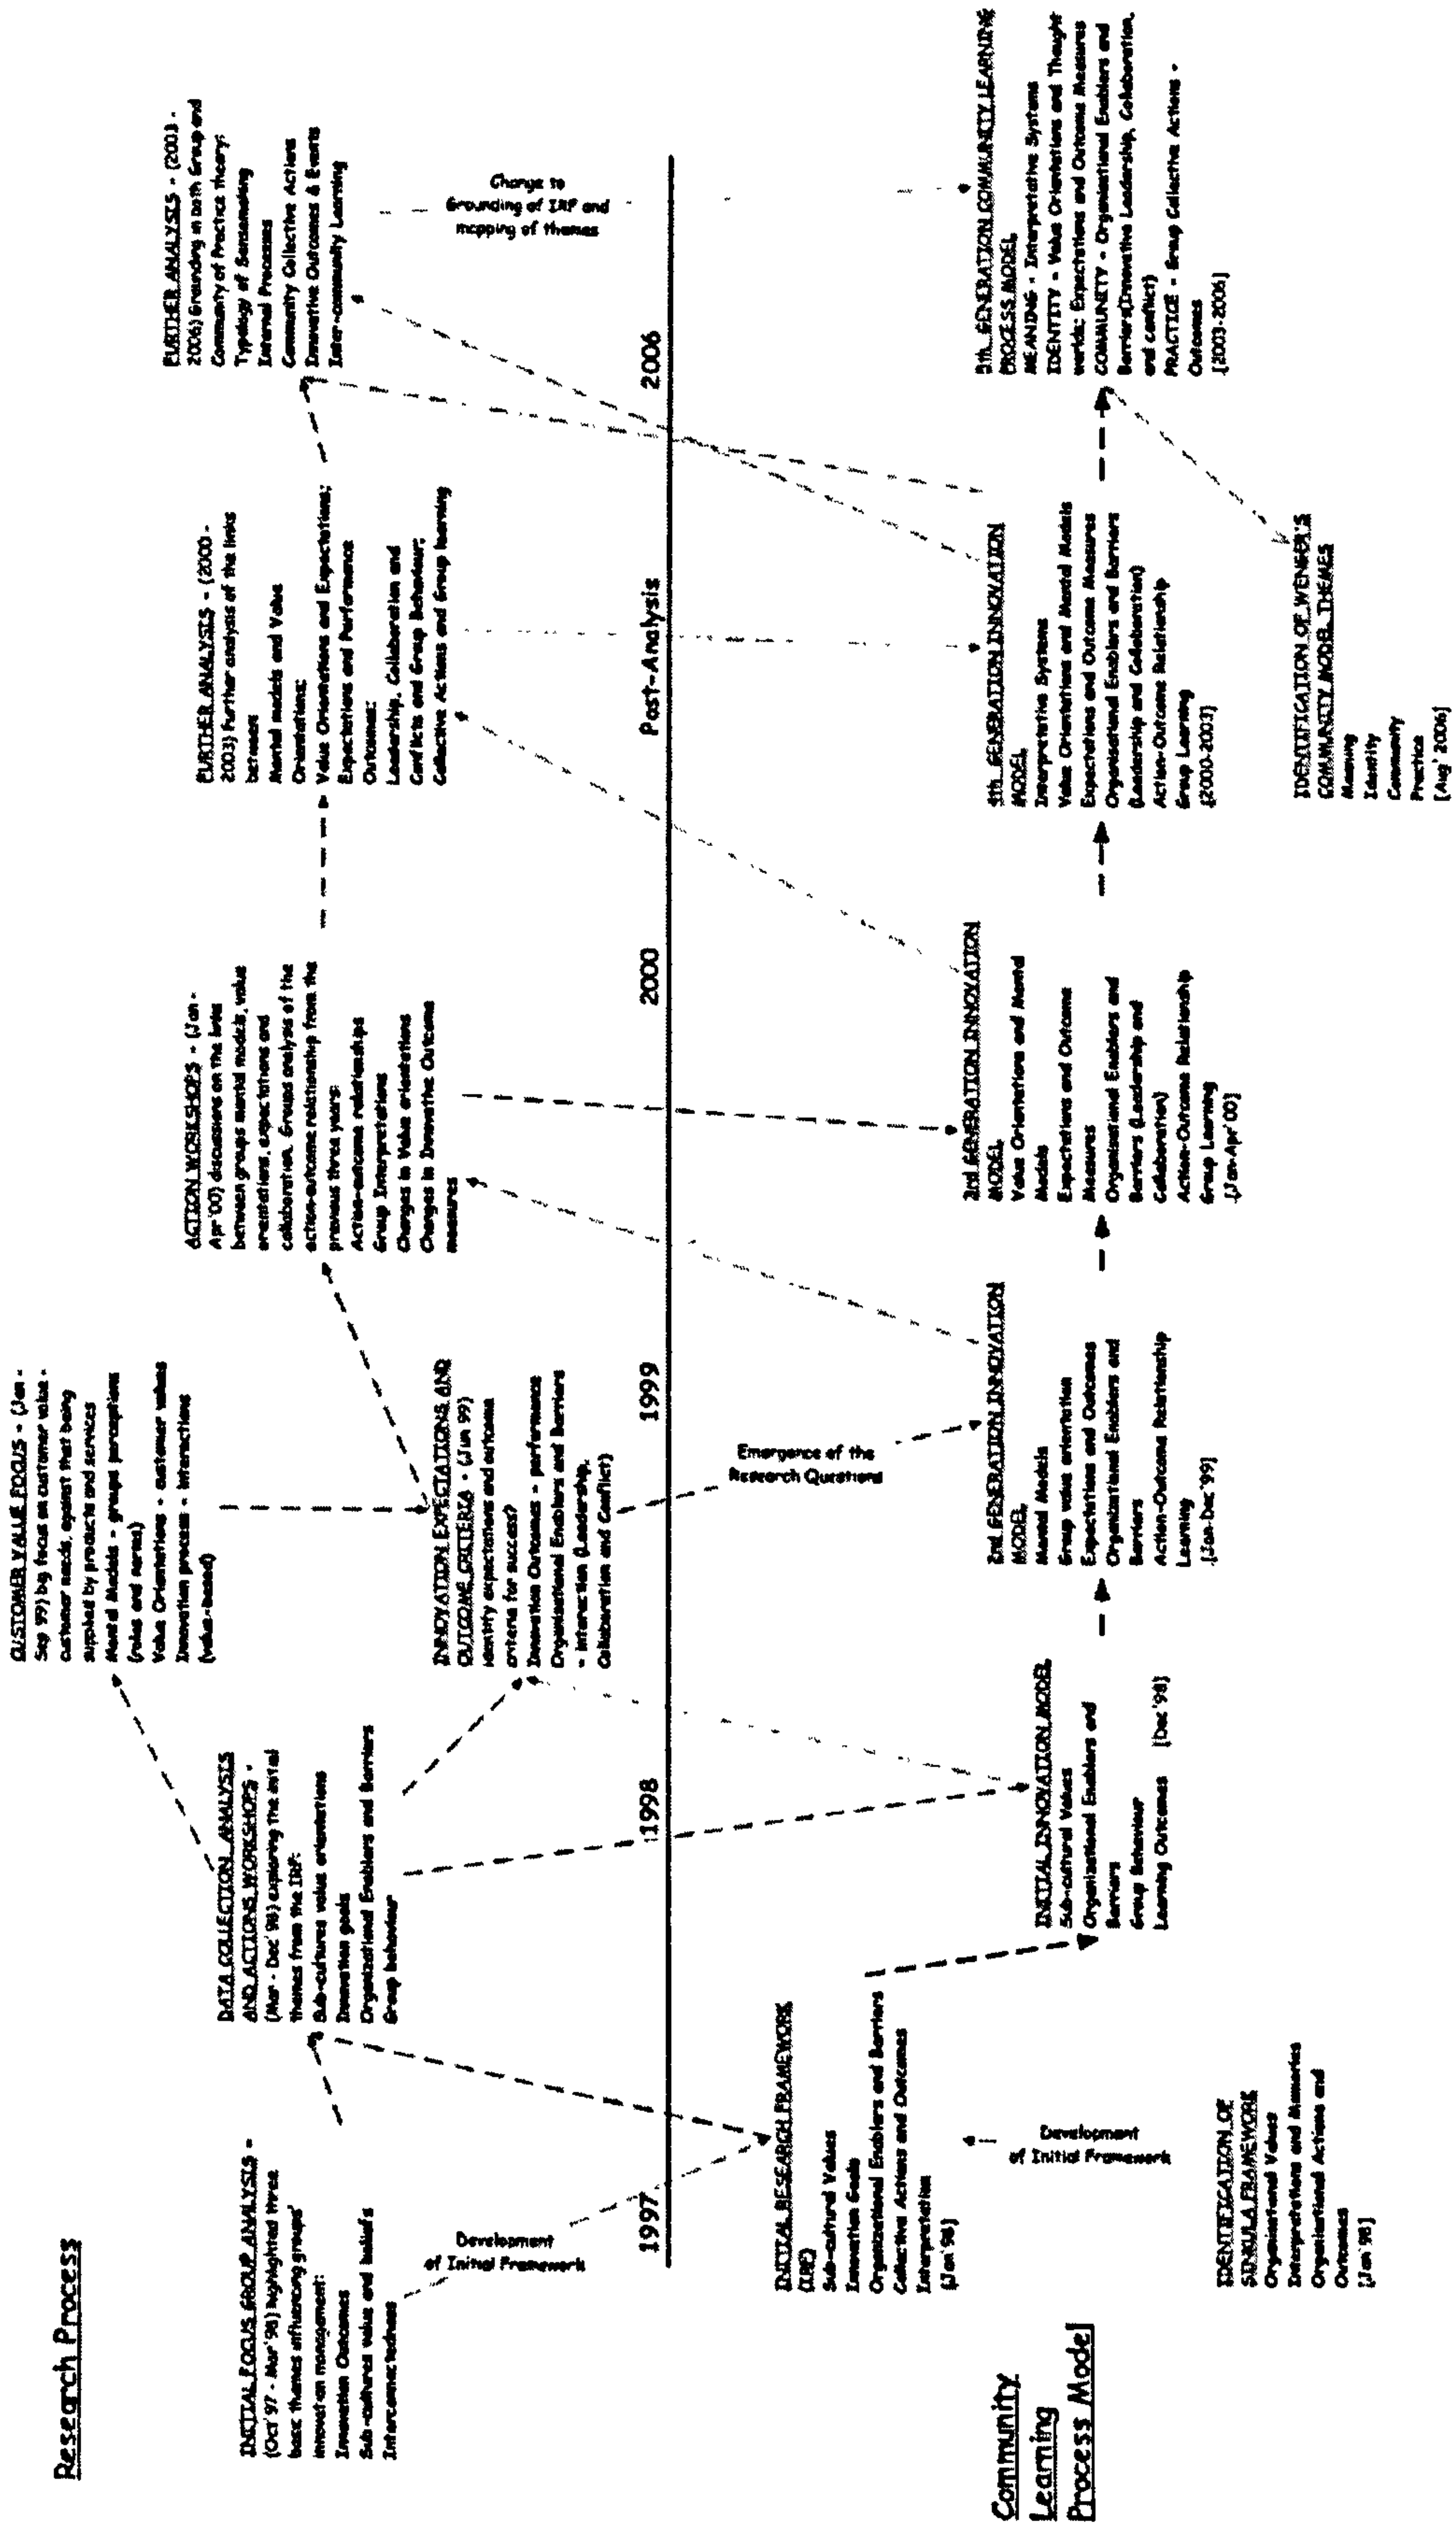 Research Process
INITIAL FOCUS GROUP ANALYSIS -
(Oct'97 - Mar'98) highlighted three
basic themes influencing groups'
innovation management:
Innovation Outcomes
Sub-cultures value and beliefs
Interconnectedness
DATA COLLECTION, ANALYSIS
AND ACTIONS WORKSHOPS -
(Mar - Dec'98) exploring the initial
themes from the IRF:
Sub-cultures value orientations
Innovation goals
Organizational Enablers and Barriers
Group behaviour
CUSTOMER VALUE FOCUS - (Jan -
Sep 99) big focus on customer value -
customer needs, against that being
supplied by products and services
Mental Models - groups perceptions
(roles and norms)
Value Orientations - customer values
Innovation process - interactions
(value-based)
INNOVATION EXPECTATIONS AND
OUTCOME CRITERIA - (Jun 99)
identify expectations and outcome
criteria for success?
Innovation Outcomes - performance
Organisational Enablers and Barriers
- interaction (Leadership,
Collaboration and Conflict)
ACTION WORKSHOPS - (Jan -
Apr'00) discussions on the links
between groups mental models, value
orientations, expectations and
collaboration. Groups analysis of the
action-outcome relationship from the
previous three years:
Action-outcome relationships
Group Interpretations
Changes in Value orientations
Changes in Innovative Outcome
measures
FURTHER ANALYSIS - (2000 -
2003) Further analysis of the links
between
Mental models and Value
Orientations;
Value Orientations and Expectations;
Expectations and Performance
Outcomes;
Leadership, Collaboration and
Conflicts and Group Behaviour;
Collective Actions and Group learning
FURTHER ANALYSIS - (2003 -
2006) Grounding in both Group and
Community of Practice theory:
Typology of Sensemaking
Internal Processes
Community Collective Actions
Innovative Outcomes & Events
Inter-community Learning
Development
of Initial Framework
Emergence of the
Research Questions
Change to
Grounding of IRF and
mapping of themes
1997
1998
1999
2000
Post-Analysis
2006
Community
Learning
Process Model
INITIAL RESEARCH FRAMEWORK
(IRF)
Sub-cultural Values
Innovation Goals
Organizational Enablers and Barriers
Collective Actions and Outcomes
Interpretation
[Jan'98]
Development
of Initial Framework
IDENTIFICATION OF
SINKULA FRAMEWORK
Organisational Values
Interpretations and Memories
Organisational Actions and
Outcomes
[Jan'98]
INITIAL INNOVATION MODEL
Sub-cultural Values
Organizational Enablers and
Barriers
Group Behaviour
Learning Outcomes [Dec'98]
2nd GENERATION INNOVATION
MODEL
Mental Models
Group value orientation
Expectations and Outcomes
Organizational Enablers and
Barriers
Action-Outcome Relationship
Learning
[Jan-Dec'99]
3rd GENERATION INNOVATION
MODEL
Value Orientations and Mental
Models
Expectations and Outcome
Measures
Organizational Enablers and
Barriers (Leadership and
Collaboration)
Action-Outcome Relationship
Group Learning
[Jan-Apr'00]
GENERATION INNOVATION
MODEL
Interpretative Systems
Value Orientations and Mental Models
Expectations and Outcome Measures
Organisational Enablers and Barriers
(Leadership and Collaboration)
Action-Outcome Relationship
Group Learning
[2000-2003]
5th GENERATION COMMUNITY LEARNING
PROCESS MODEL
MEANING - Interpretative Systems
IDENTITY - Value Orientations and Thought
worlds; Expectations and Outcome Measures
COMMUNITY - Organisational Enablers and
Barriers(Innovative Leadership, Collaboration,
and conflict)
PRACTICE - Group Collective Actions -
Outcomes
[2003-2006]
IDENTIFICATION OF WENGER'S
COMMUNITY MODEL THEMES
Meaning
Identity
Community
Practice
[Aug' 2006]